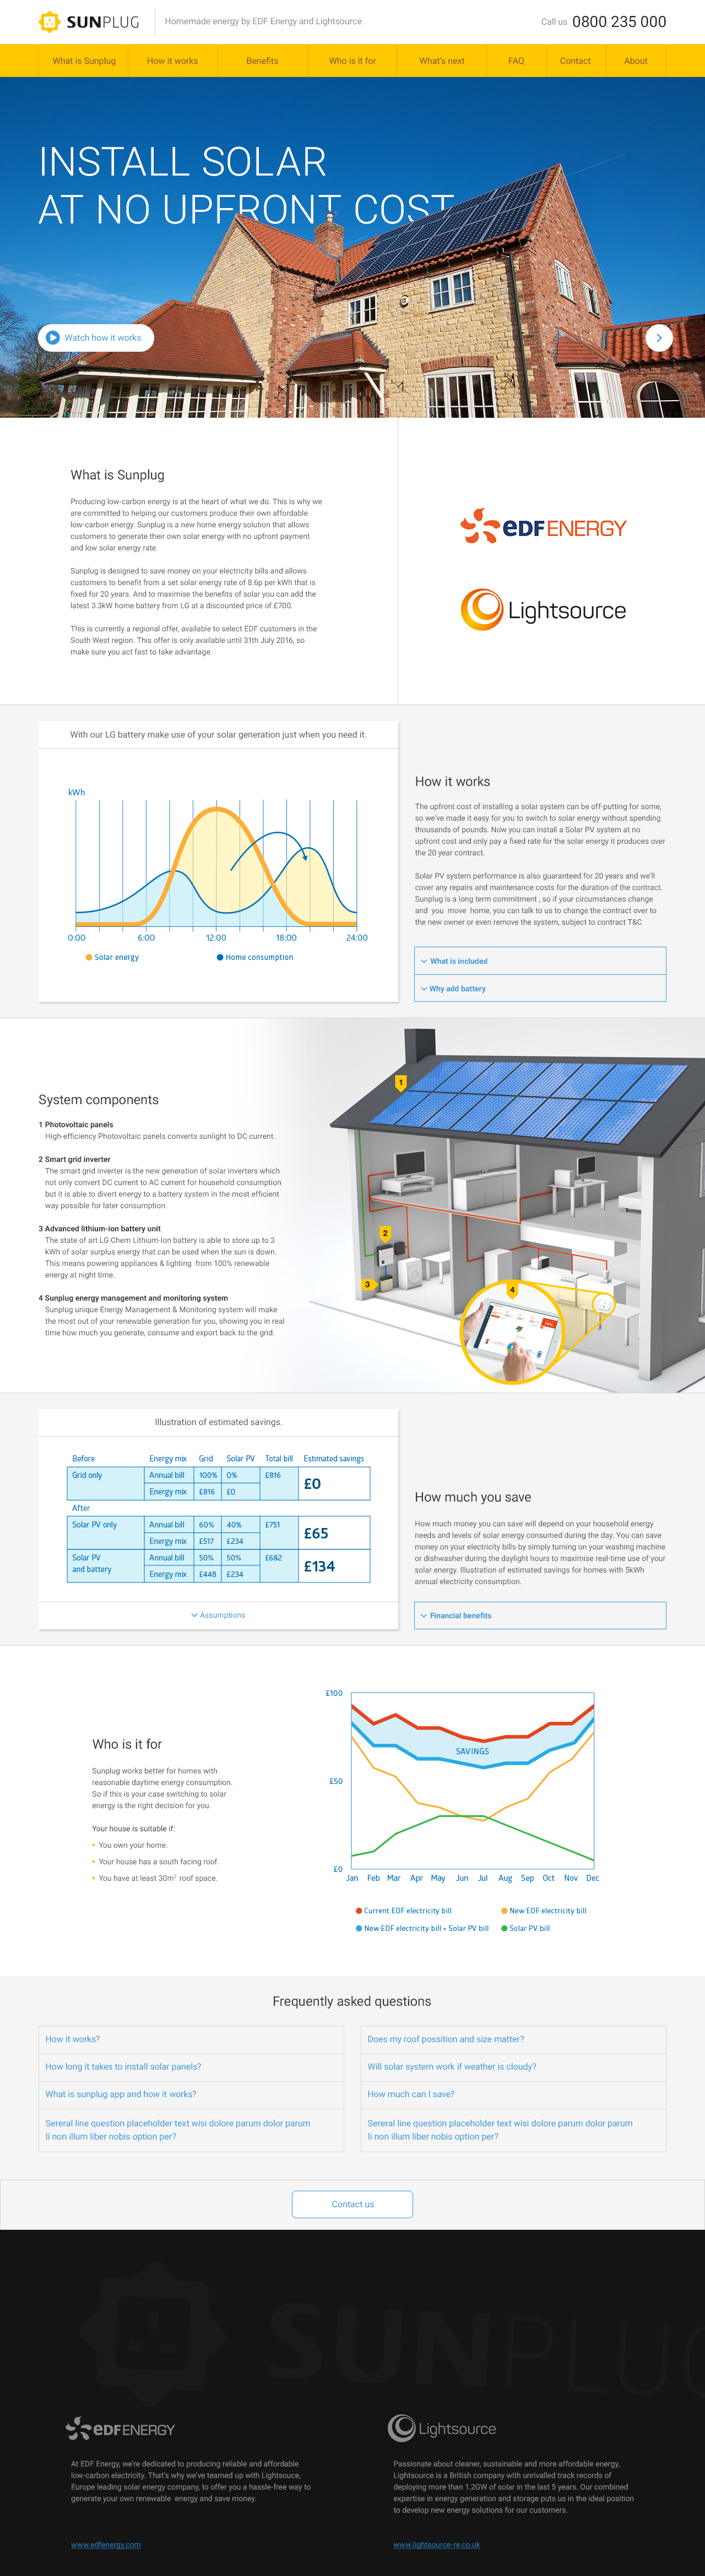 SUNPLUG
Homemade energy by EDF Energy and Lightsource
Call us 0800 235 000
What is Sunplug
How it works
Benefits
Who is it for
What's next
FAQ
Contact
About
INSTALL SOLAR
AT NO UPFRONT COST
Watch how it works
What is Sunplug
Producing low-carbon energy is at the heart of what we do. This is why we
are committed to helping our customers produce their own affordable
low-carbon energy. Sunplug is a new home energy solution that allows
customers to generate their own solar energy with no upfront payment
and low solar energy rate.
Sunplug is designed to save money on your electricity bills and allows
customers to benefit from a set solar energy rate of 8.6p per kWh that is
fixed for 20 years. And to maximise the benefits of solar you can add the
latest 3.3kW home battery from LG at a discounted price of £700.
This is currently a regional offer, available to select EDF customers in the
South West region. This offer is only available until 31th July 2016, so
make sure you act fast to take advantage.
eDF ENERGY
Lightsource
With our LG battery make use of your solar generation just when you need it.
kWh
0:00
6:00
12:00
18:00
24:00
Solar energy
Home consumption
How it works
The upfront cost of installing a solar system can be off-putting for some,
so we've made it easy for you to switch to solar energy without spending
thousands of pounds. Now you can install a Solar PV system at no
upfront cost and only pay a fixed rate for the solar energy it produces over
the 20 year contract.
Solar PV system performance is also guaranteed for 20 years and we'll
cover any repairs and maintenance costs for the duration of the contract.
Sunplug is a long term commitment , so if your circumstances change
and you move home, you can talk to us to change the contract over to
the new owner or even remove the system, subject to contract T&C
What is included
Why add battery
System components
1 Photovoltaic panels
High-efficiency Photovoltaic panels converts sunlight to DC current.
2 Smart grid inverter
The smart grid inverter is the new generation of solar inverters which
not only convert DC current to AC current for household consumption
but it is able to divert energy to a battery system in the most efficient
way possible for later consumption.
3 Advanced lithium-ion battery unit
The state of art LG Chem Lithium-Ion battery is able to store up to 3
kWh of solar surplus energy that can be used when the sun is down.
This means powering appliances & lighting from 100% renewable
energy at night time.
4 Sunplug energy management and monitoring system
Sunplug unique Energy Management & Monitoring system will make
the most out of your renewable generation for you, showing you in real
time how much you generate, consume and export back to the grid.
1
2
3
4
Illustration of estimated savings.
Before Energy mix Grid Solar PV Total bill Estimated savings
Grid only Annual bill 100% 0% £816 £0
Energy mix £816 £0
After
Solar PV only Annual bill 60% 40% £751 £65
Energy mix £517 £234
Solar PV Annual bill 50% 50% £682 £134
and battery Energy mix £448 £234
Assumptions
How much you save
How much money you can save will depend on your household energy
needs and levels of solar energy consumed during the day. You can save
money on your electricity bills by simply turning on your washing machine
or dishwasher during the daylight hours to maximise real-time use of your
solar energy. Illustration of estimated savings for homes with 5kWh
annual electricity consumption.
Financial benefits
Who is it for
Sunplug works better for homes with
reasonable daytime energy consumption.
So if this is your case switching to solar
energy is the right decision for you.
Your house is suitable if:
You own your home.
Your house has a south facing roof.
You have at least 30m² roof space.
£100
£50
£0
SAVINGS
Jan Feb Mar Apr May Jun Jul Aug Sep Oct Nov Dec
Current EDF electricity bill
New EDF electricity bill
New EDF electricity bill + Solar PV bill
Solar PV bill
Frequently asked questions
How it works?
How long it takes to install solar panels?
What is sunplug app and how it works?
Sereral line question placeholder text wisi dolore parum dolor parum
li non illum liber nobis option per?
Does my roof possition and size matter?
Will solar system work if weather is cloudy?
How much can I save?
Sereral line question placeholder text wisi dolore parum dolor parum
li non illum liber nobis option per?
Contact us
SUNPLUG
eDF ENERGY
At EDF Energy, we're dedicated to producing reliable and affordable
low-carbon electricity. That's why we've teamed up with Lightsouce,
Europe leading solar energy company, to offer you a hassle-free way to
generate your own renewable energy and save money.
www.edfenergy.com
Lightsource
Passionate about cleaner, sustainable and more affordable energy,
Lightsource is a British company with unrivalled track records of
deploying more than 1.2GW of solar in the last 5 years. Our combined
expertise in energy generation and storage puts us in the ideal position
to develop new energy solutions for our customers.
www.lightsource-re.co.uk